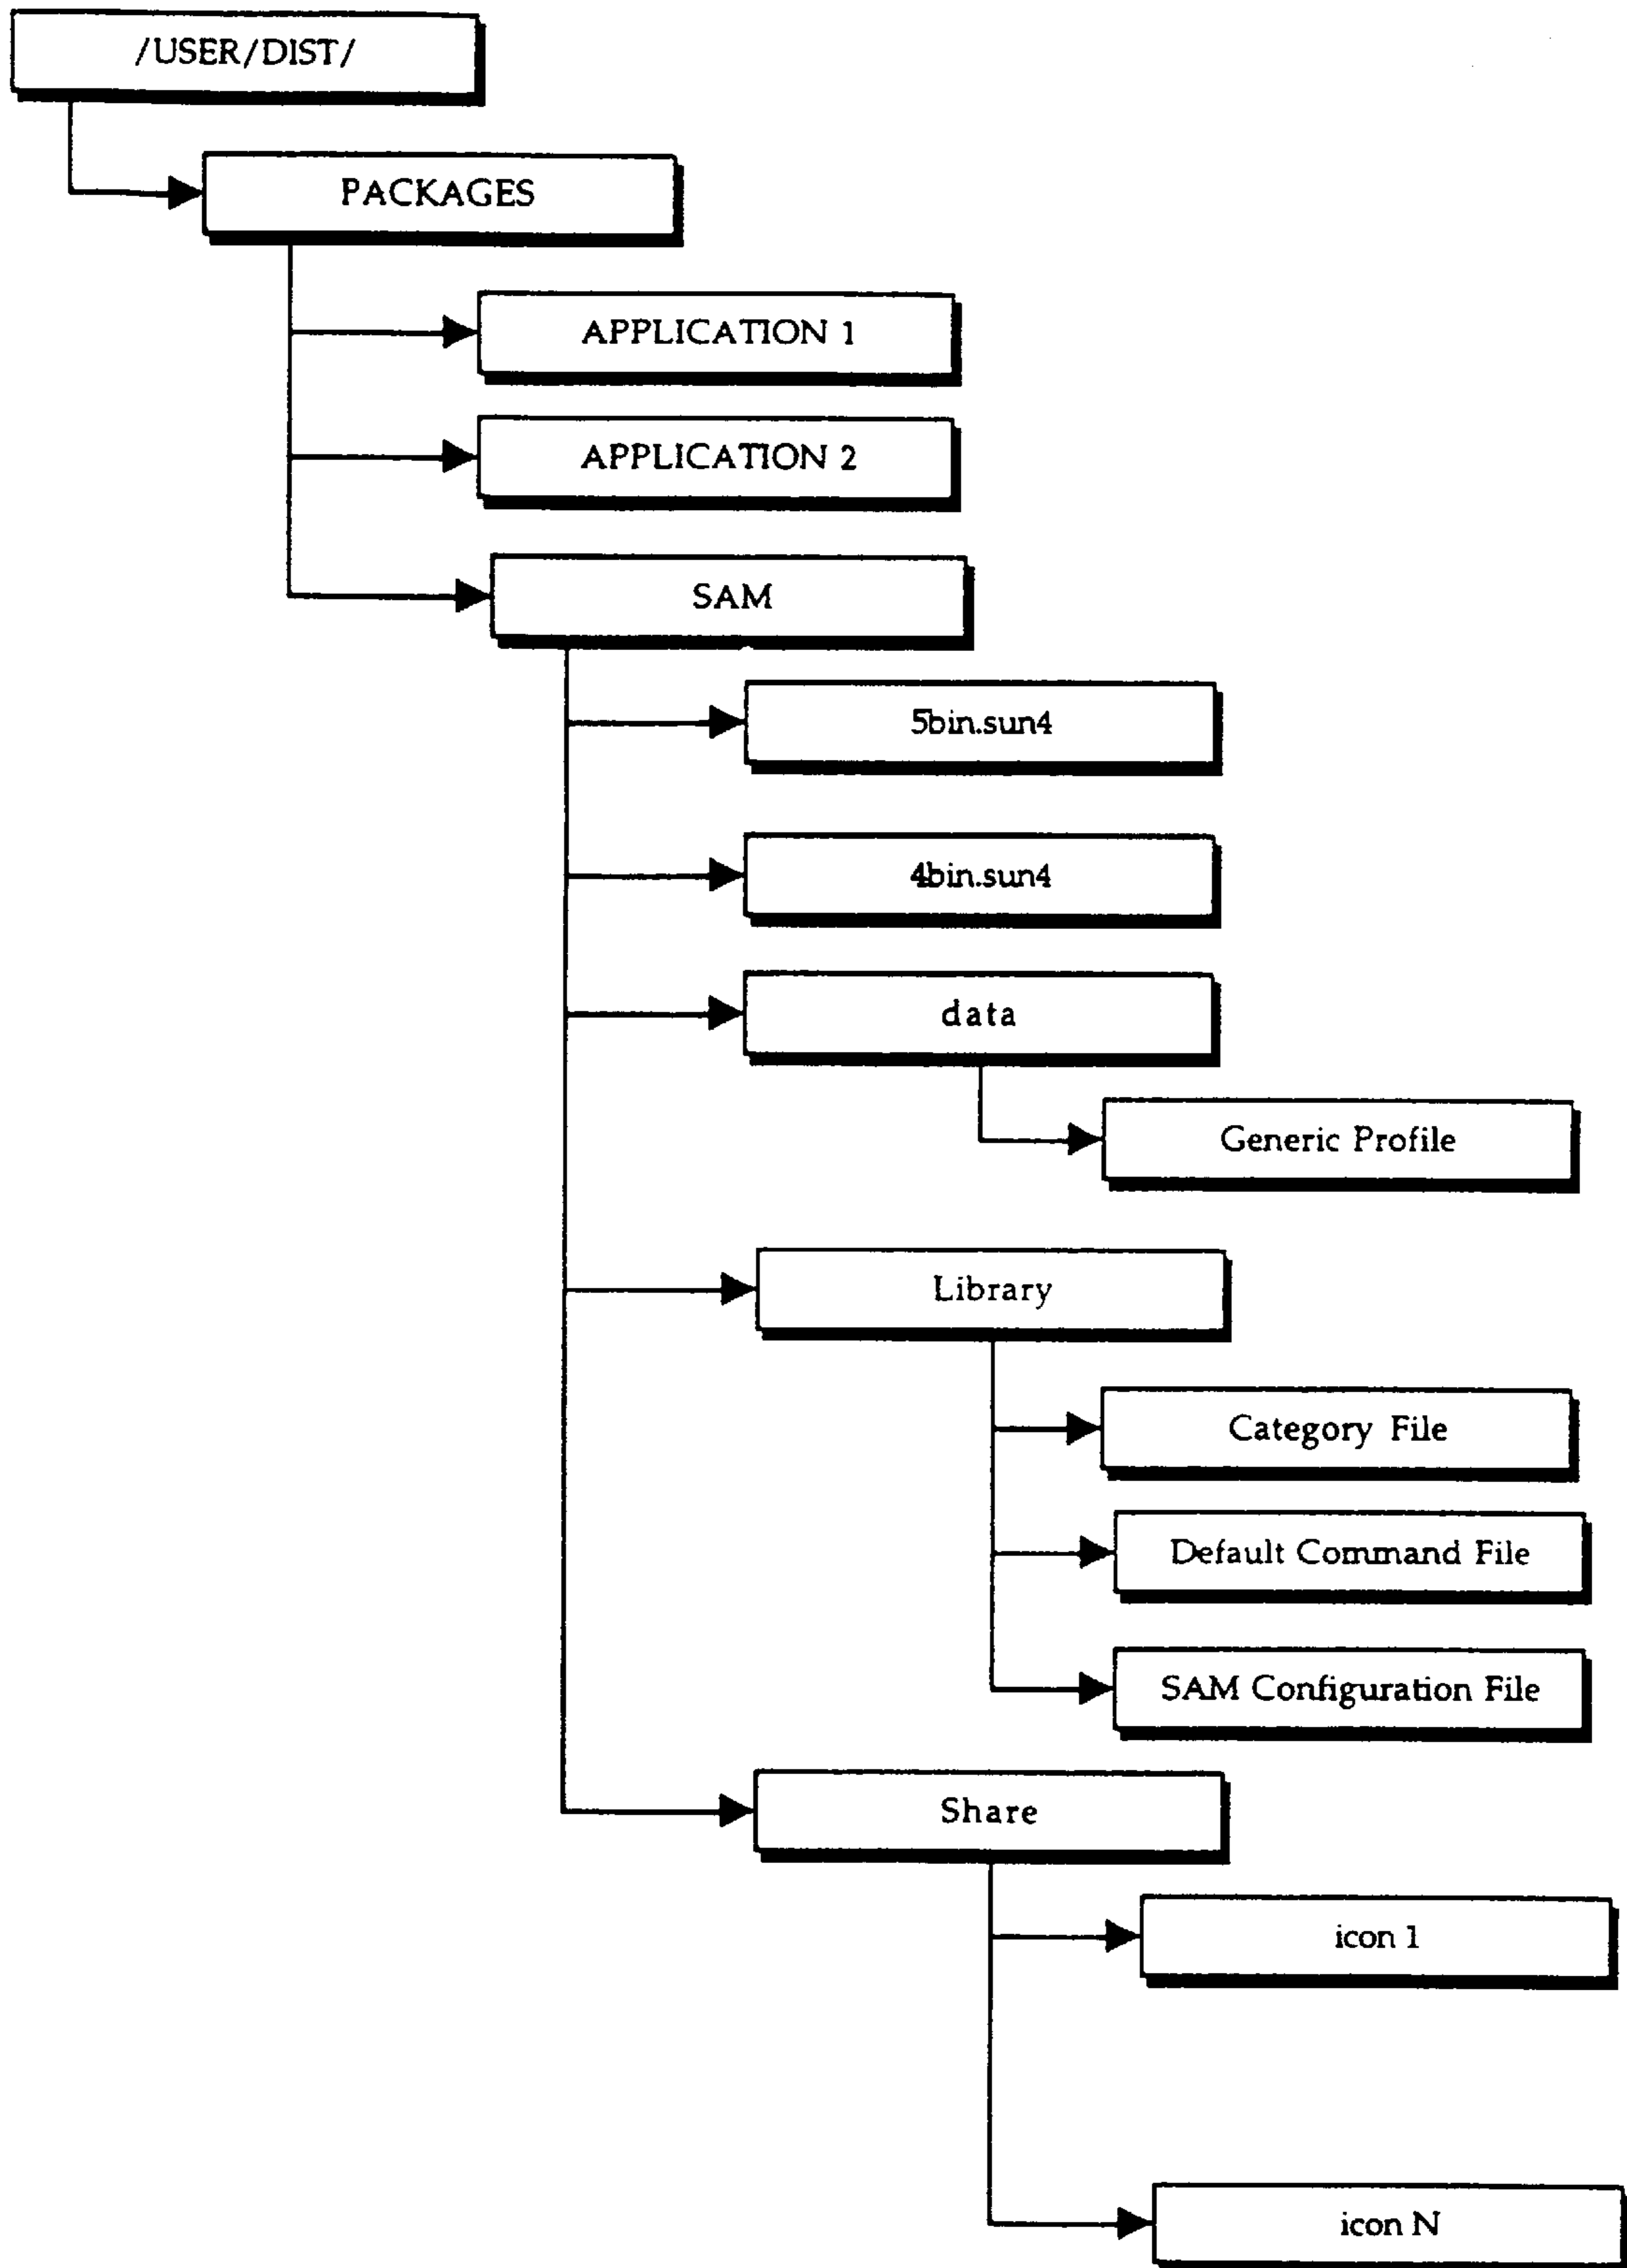 /USER/DIST/
PACKAGES
APPLICATION 1
APPLICATION 2
SAM
5bin.sun4
4bin.sun4
data
Generic Profile
Library
Category File
Default Command File
SAM Configuration File
Share
icon 1
icon N